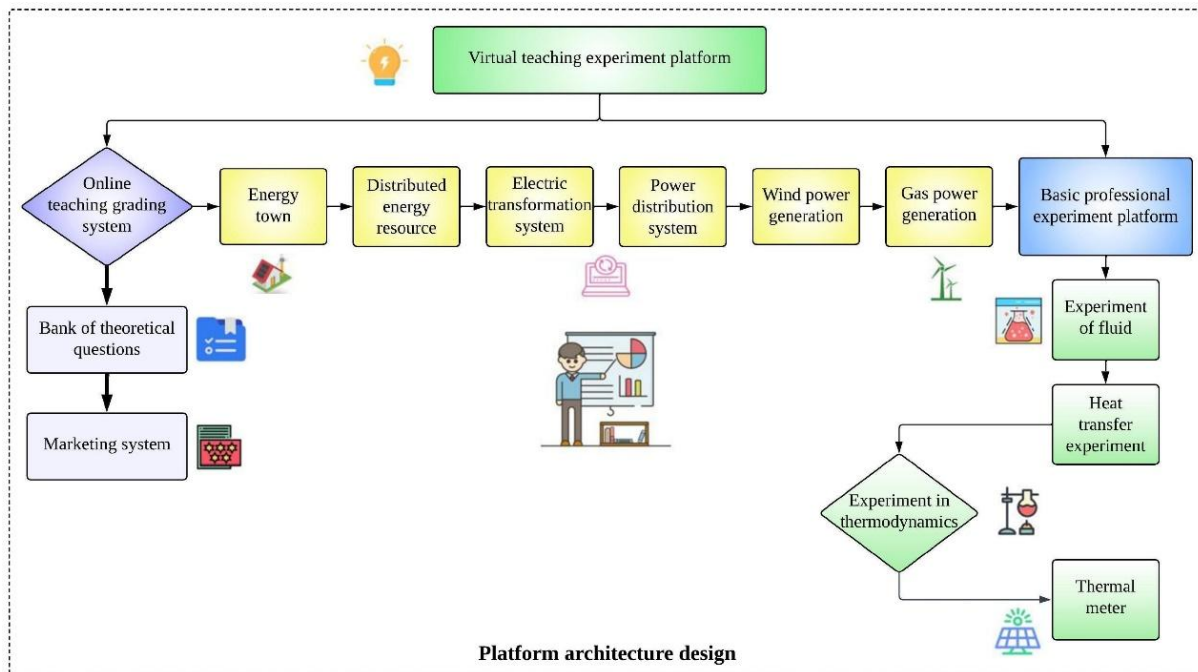 Virtual teaching experiment platform
Online
teaching grading
system
Energy
town
Distributed
energy
resource
Electric
transformation
system
Power
distribution
system
Wind power
generation
Gas power
generation
Basic professional
experiment platform
Bank of theoretical
questions
Marketing system
Experiment
of fluid
Heat
transfer
experiment
Experiment in
thermodynamics
Thermal
meter
Platform architecture design